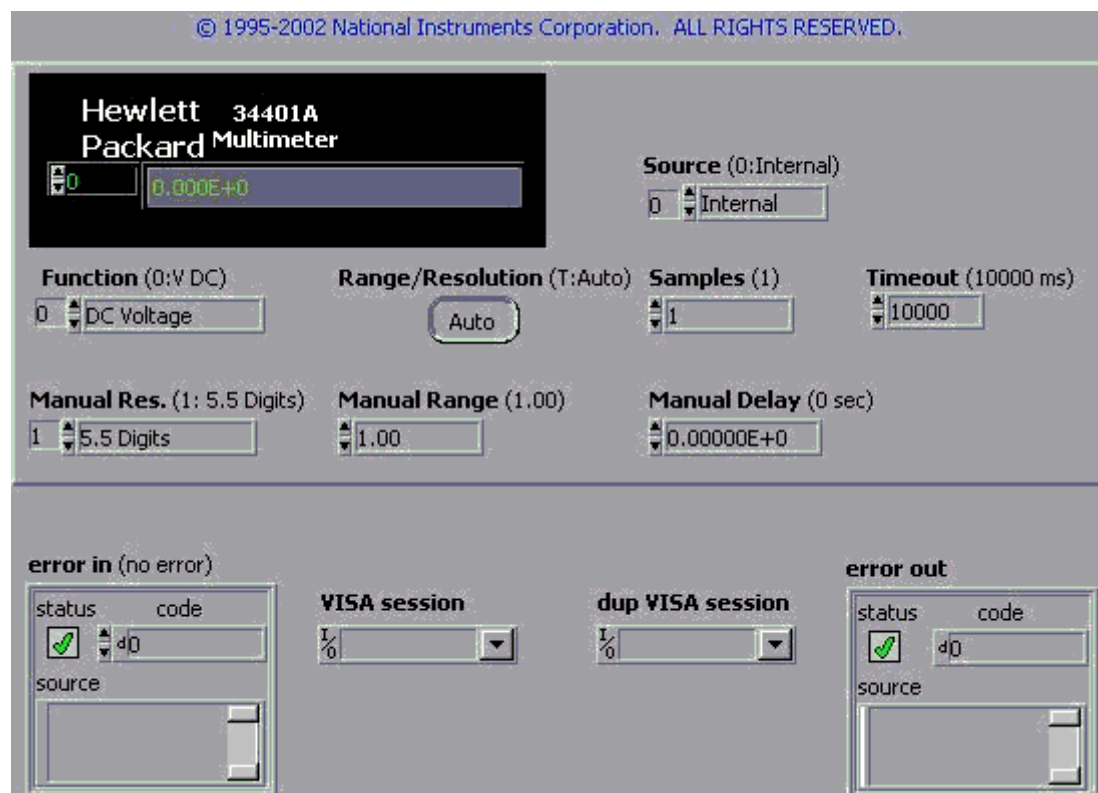 © 1995-2002 National Instruments Corporation. ALL RIGHTS RESERVED.
Hewlett 34401A
Packard Multimeter
0 0.000E+0
Source (0:Internal)
0 Internal
Function (0:V DC) Range/Resolution (T:Auto) Samples (1) Timeout (10000 ms)
0 DC Voltage Auto 1 10000
Manual Res. (1: 5.5 Digits) Manual Range (1.00) Manual Delay (0 sec)
1 5.5 Digits 1.00 0.00000E+0
error in (no error) error out
VISA session dup VISA session
status code status code
I/O I/O
d0 d0
source source